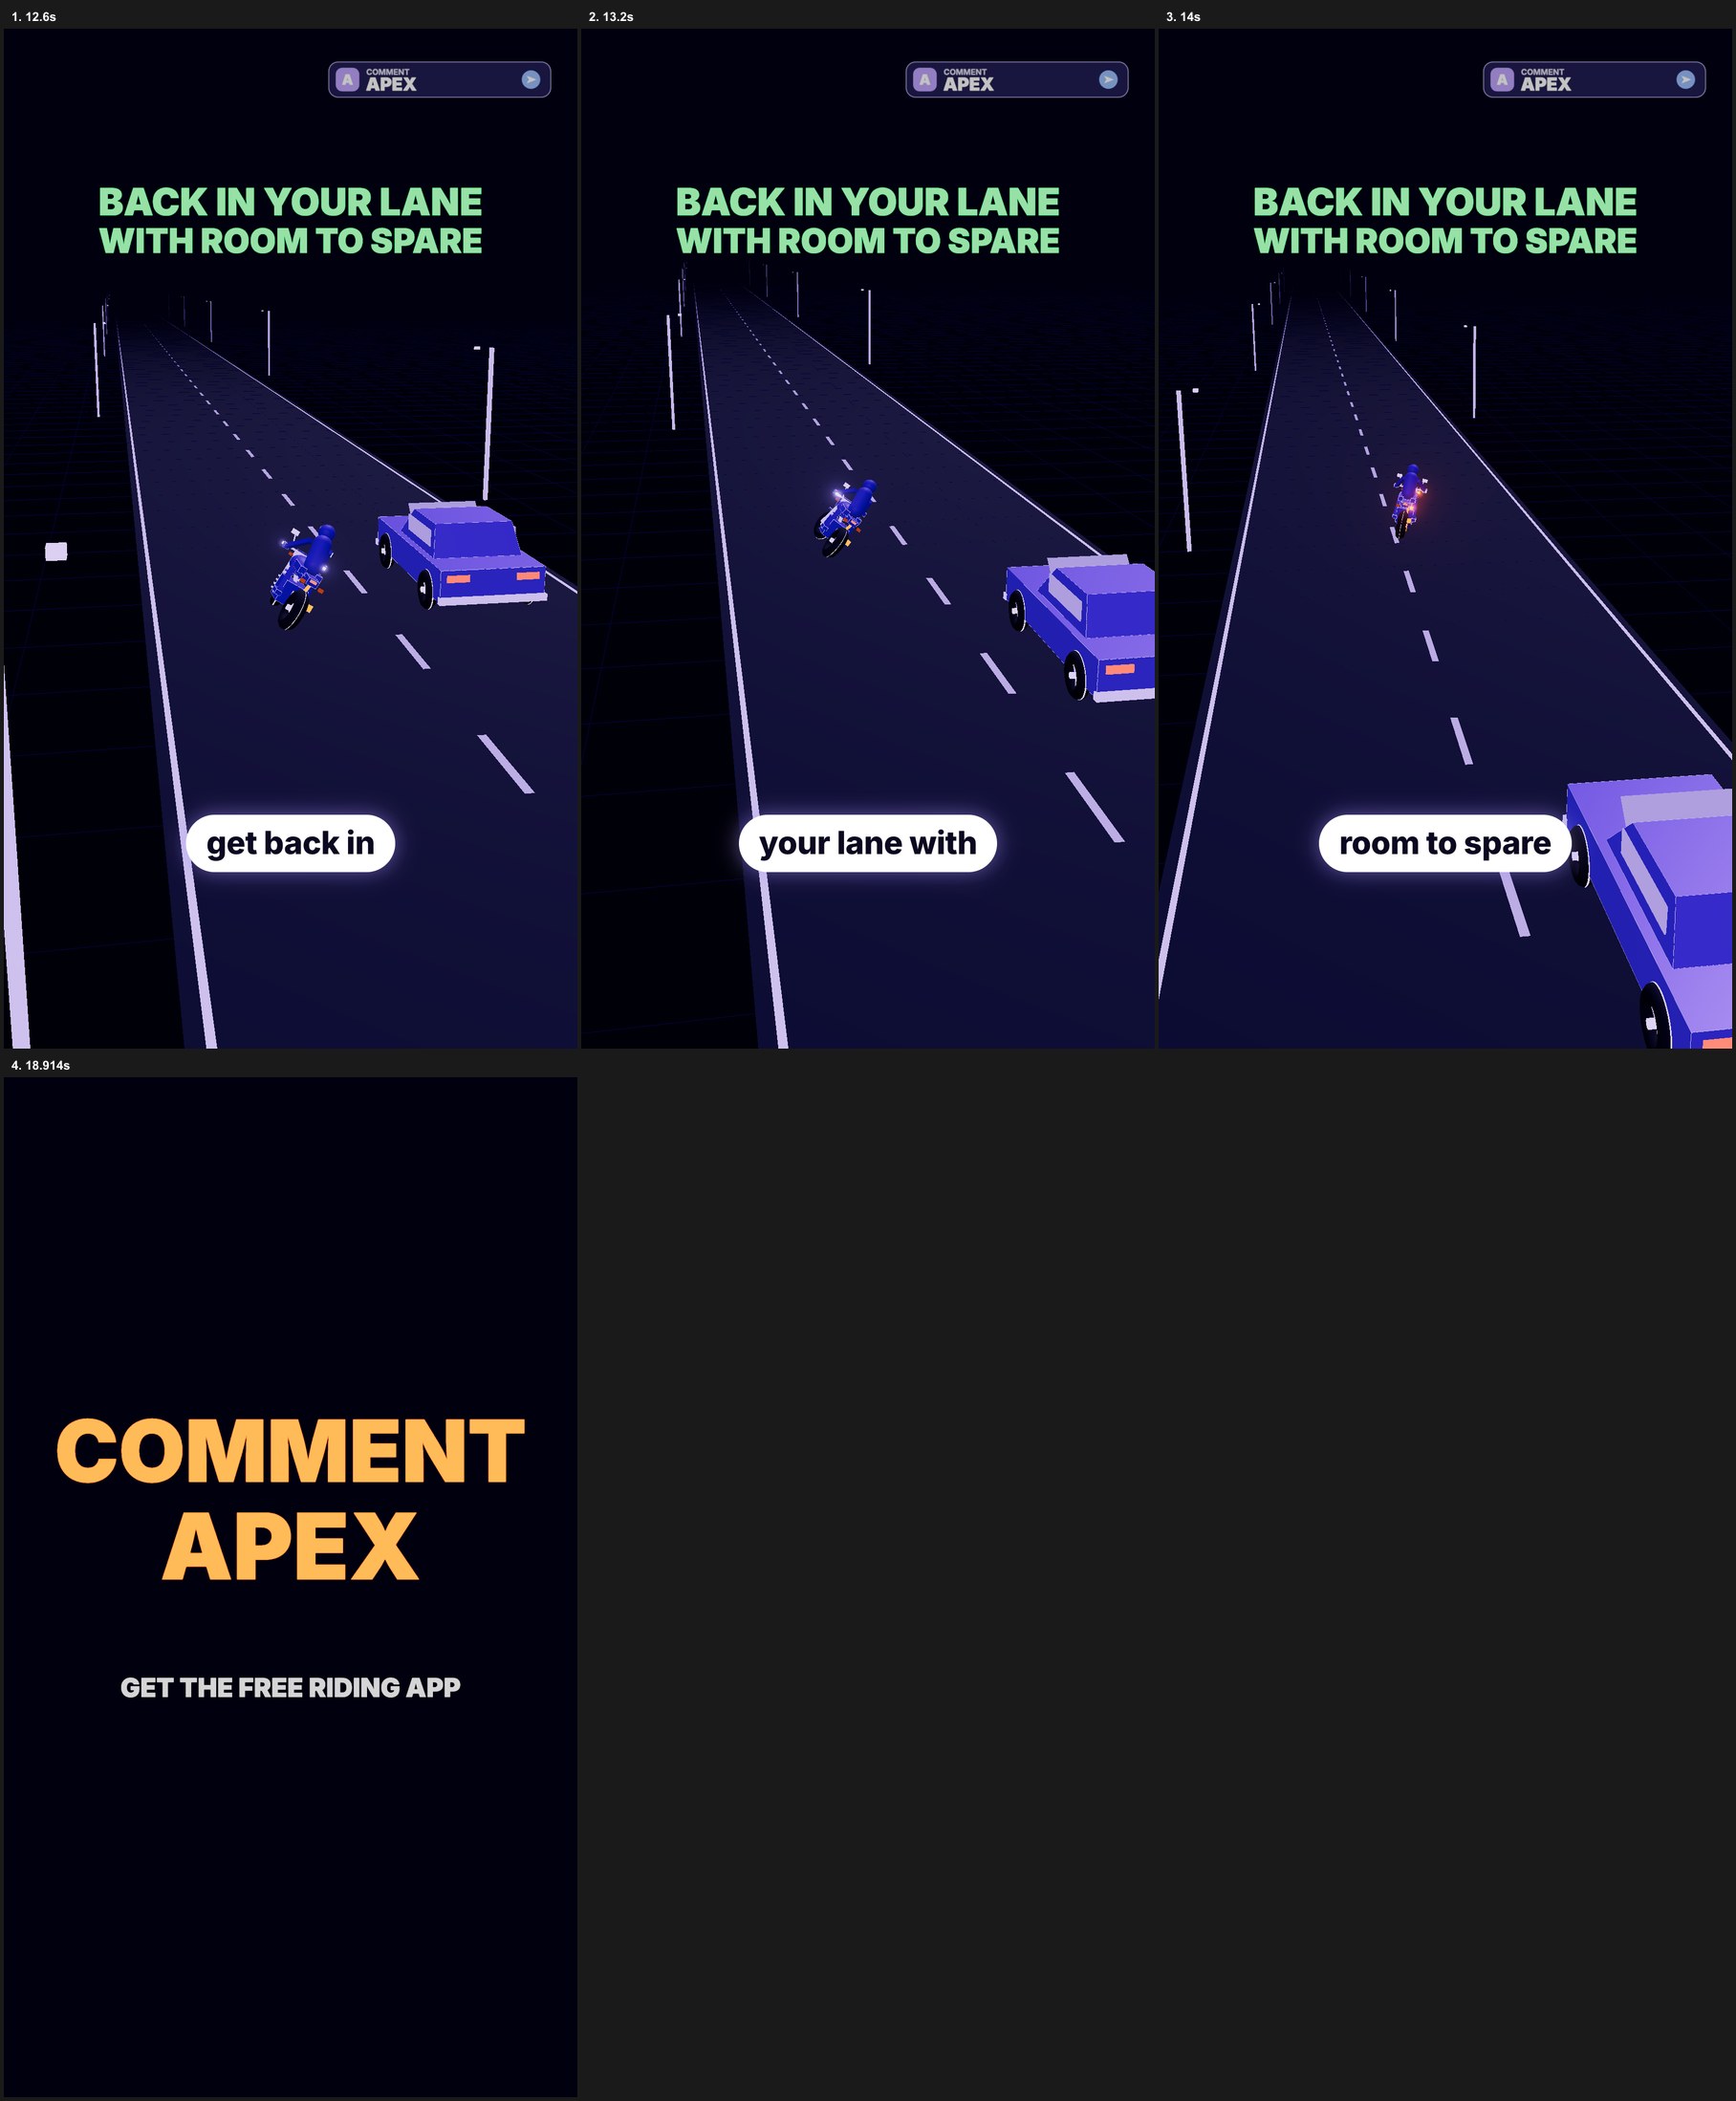 1. 12.6s
COMMENT
A APEX
BACK IN YOUR LANE
WITH ROOM TO SPARE
get back in
2. 13.2s
COMMENT
A APEX
BACK IN YOUR LANE
WITH ROOM TO SPARE
your lane with
3. 14s
COMMENT
A APEX
BACK IN YOUR LANE
WITH ROOM TO SPARE
room to spare
4. 18.914s
COMMENT
APEX
GET THE FREE RIDING APP